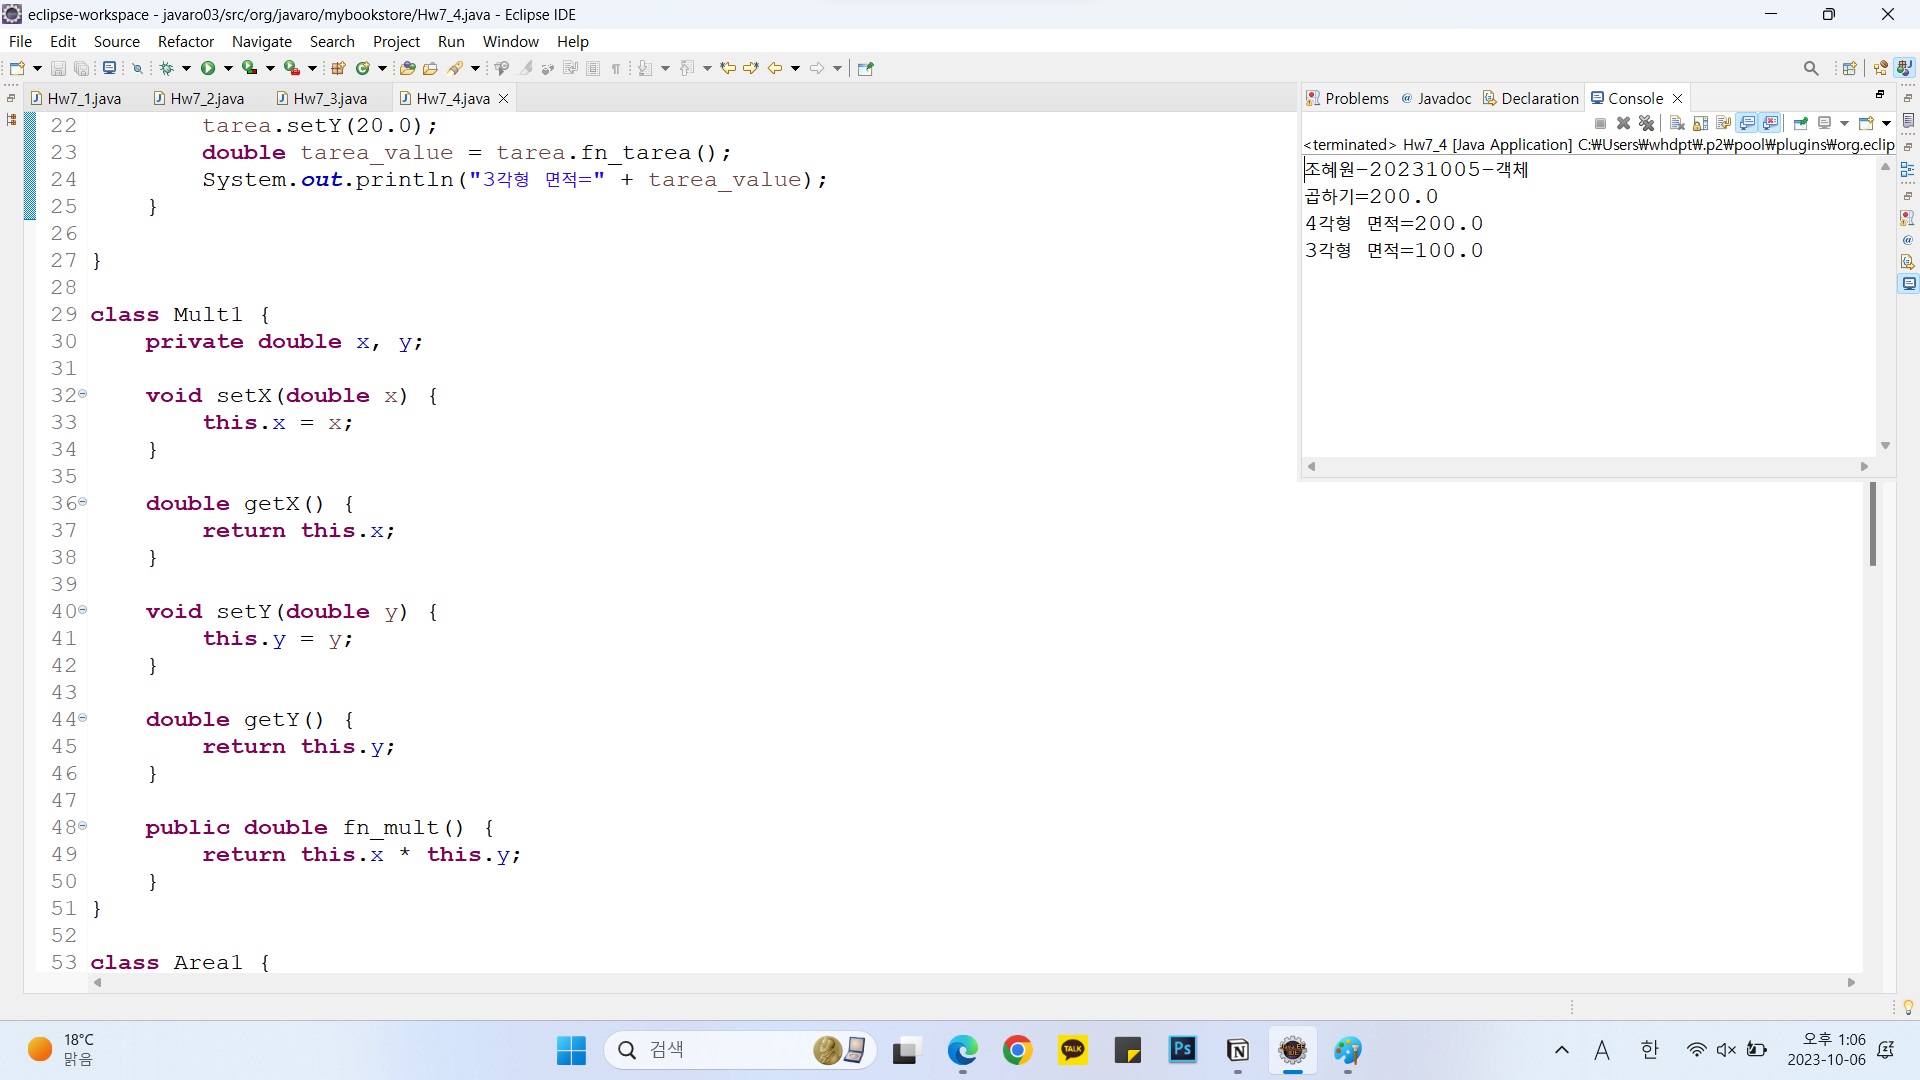 eclipse-workspace - javaro03/src/org/javaro/mybookstore/Hw7_4.java - Eclipse IDE
File Edit Source Refactor Navigate Search Project Run Window Help
Hw7_1.java Hw7_2.java Hw7_3.java Hw7_4.java
22 tarea.setY(20.0);
23 double tarea_value = tarea.fn_tarea();
24 System.out.println("3각형 면적=" + tarea_value);
25 }
26
27 }
28
29 class Mult1 {
30 private double x, y;
31
32 void setX(double x) {
33 this.x = x;
34 }
35
36 double getX() {
37 return this.x;
38 }
39
40 void setY(double y) {
41 this.y = y;
42 }
43
44 double getY() {
45 return this.y;
46 }
47
48 public double fn_mult() {
49 return this.x * this.y;
50 }
51 }
52
53 class Area1 {
Problems @ Javadoc Declaration Console
<terminated> Hw7_4 [Java Application] C:₩Users₩whdpt₩.p2₩pool₩plugins₩org.eclip
조혜원-20231005-객체
곱하기=200.0
4각형 면적=200.0
3각형 면적=100.0
18°C
맑음
검색
TALK
Ps
A 한
오후 1:06
2023-10-06